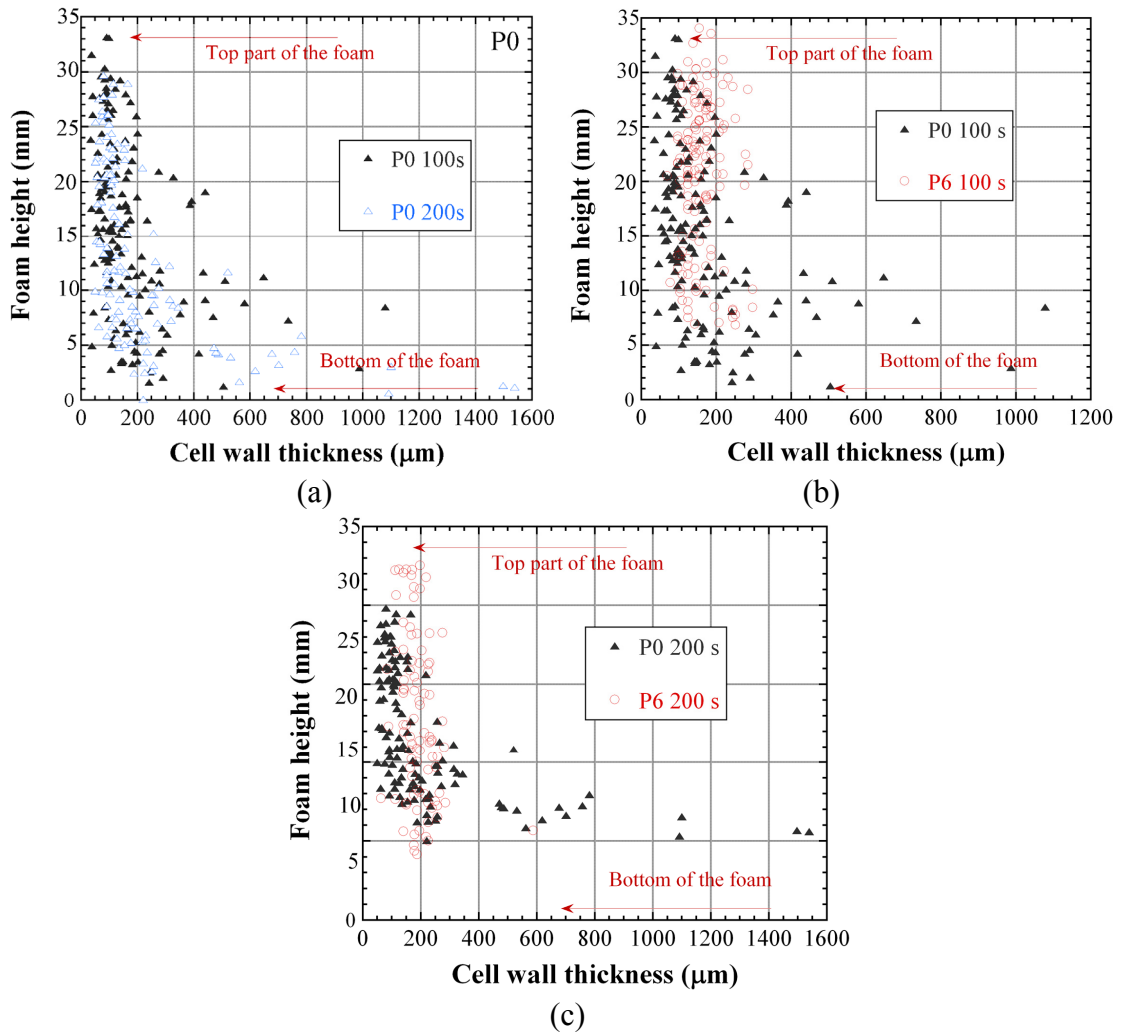 P0
Top part of the foam
P0 100s
P0 200s
Bottom of the foam
Foam height (mm)
35
30
25
20
15
10
5
0
0 200 400 600 800 1000 1200 1400 1600
Cell wall thickness (μm)
(a)
Top part of the foam
P0 100 s
P6 100 s
Bottom of the foam
Foam height (mm)
35
30
25
20
15
10
5
0
0 200 400 600 800 1000 1200
Cell wall thickness (μm)
(b)
Top part of the foam
P0 200 s
P6 200 s
Bottom of the foam
Foam height (mm)
35
30
25
20
15
10
5
0
0 200 400 600 800 1000 1200 1400 1600
Cell wall thickness (μm)
(c)